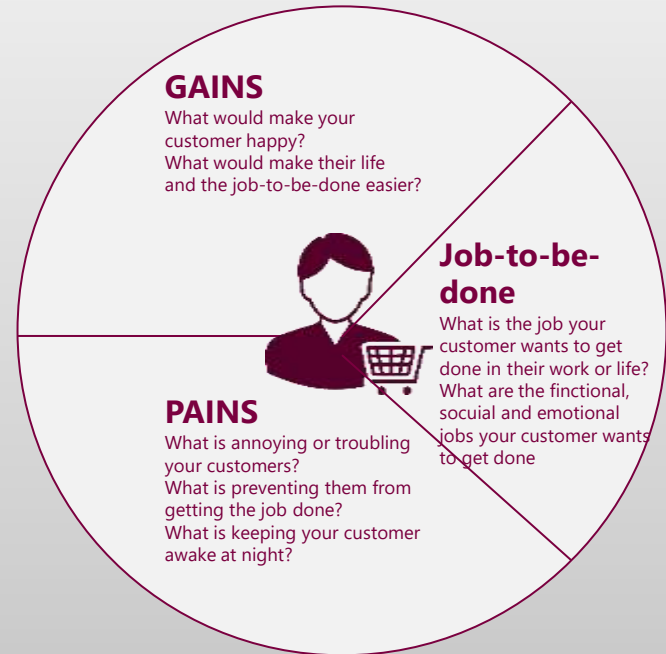 GAINS
What would make your
customer happy?
What would make their life
and the job-to-be-done easier?
Job-to-be-
done
What is the job your
customer wants to get
done in their work or life?
What are the finctional,
socuial and emotional
jobs your customer wants
to get done
PAINS
What is annoying or troubling
your customers?
What is preventing them from
getting the job done?
What is keeping your customer
awake at night?